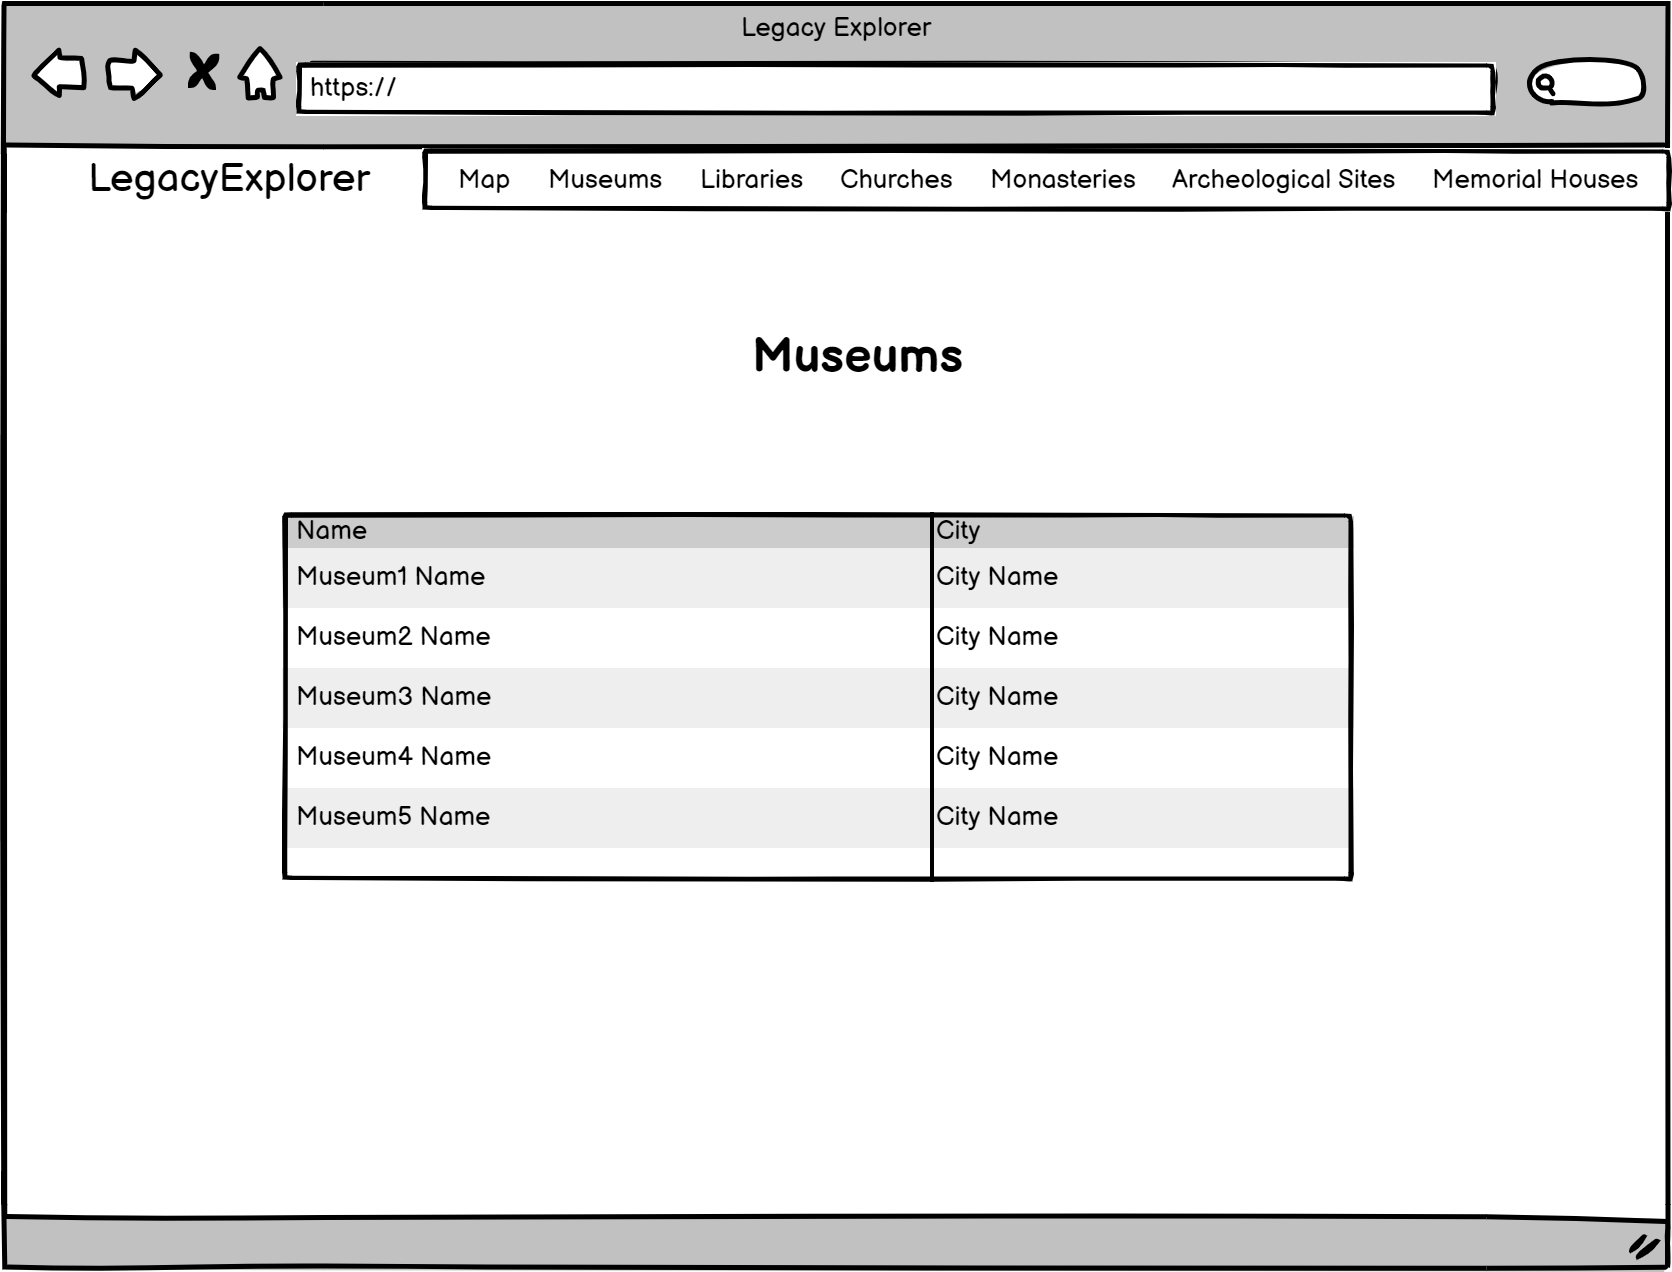 Legacy Explorer
https://
LegacyExplorer
Map Museums Libraries Churches Monasteries Archeological Sites Memorial Houses
Museums
Name City
Museum1 Name City Name
Museum2 Name City Name
Museum3 Name City Name
Museum4 Name City Name
Museum5 Name City Name